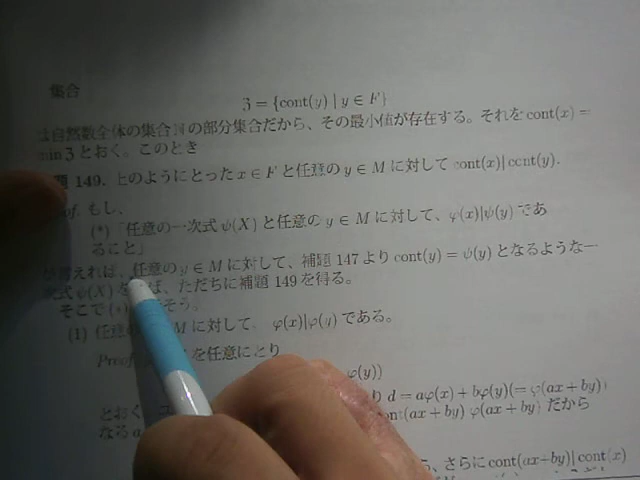 集合
𝔷 = {cont(y) | y ∈ F}
は自然数全体の集合 ℕ の部分集合だから、その最小値が存在する。それを cont(x) =
min 𝔷 とおく。このとき
題 149. 上のようにとった x ∈ F と任意の y ∈ M に対して cont(x)| cont(y).
Proof. もし、
(*)「任意の一次式 ψ(X) と任意の y ∈ M に対して、φ(x)|ψ(y) であ
ること」
が言えれば、任意の y ∈ M に対して、補題 147 より cont(y) = ψ(y) となるような一
次式 ψ(X) を ば、ただちに補題 149 を得る。
そこで (*) そう。
(1) 任意の M に対して φ(x)|φ(y) である。
Proof. を任意にとり
φ(y))
り d = aφ(x) + bφ(y)(= φ(ax + by))
とおく cont(ax + by) φ(ax + by) だから
なる a
、さらに cont(ax+by)| cont(x)